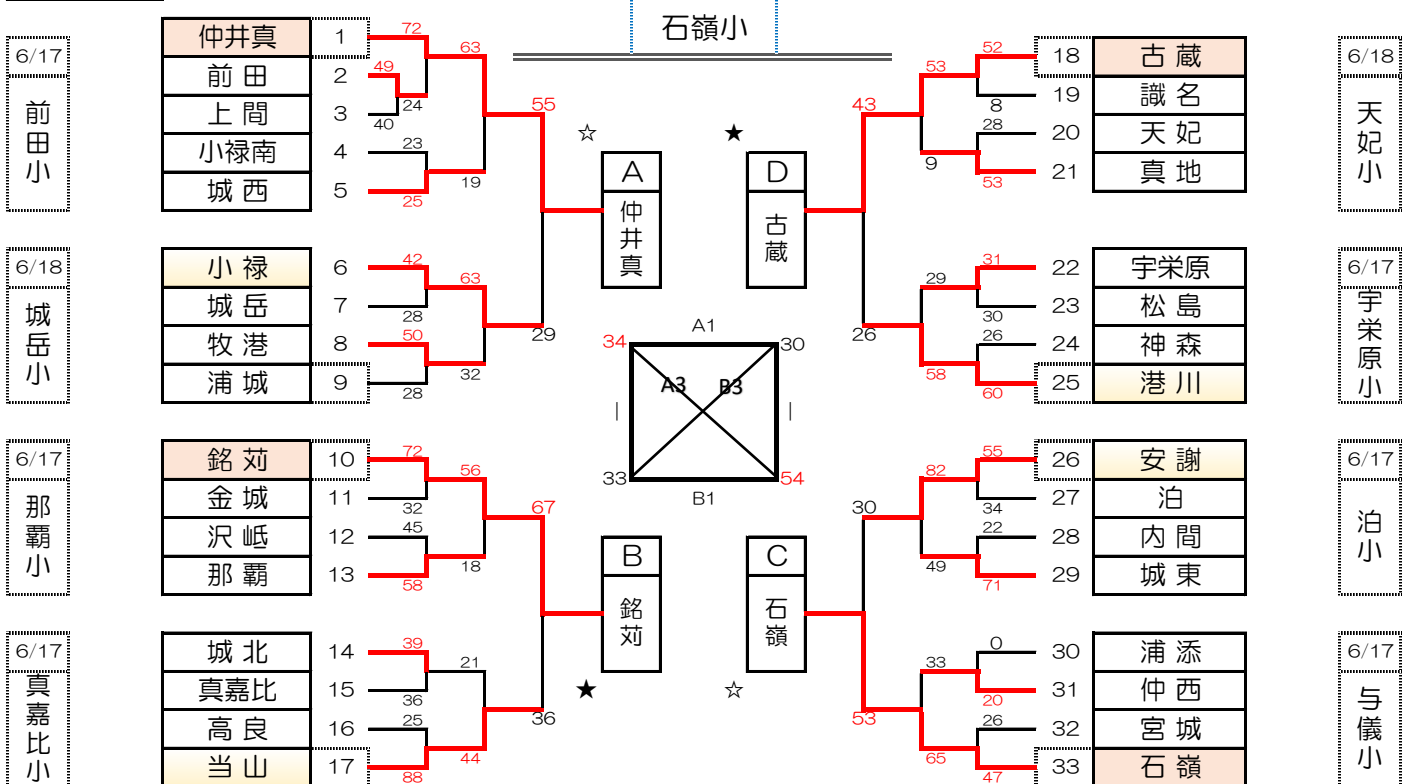 石嶺小
6/17
前田小
仲井真 1 72
前田 2 49
上間 3 40
小禄南 4 23
城西 5 25
24
63
19
55
6/18
城岳小
小禄 6 42
城岳 7 28
牧港 8 50
浦城 9 28
63
32
29
6/17
那覇小
銘苅 10 72
金城 11 32
沢岻 12 45
那覇 13 58
56
18
67
6/17
真嘉比小
城北 14 39
真嘉比 15 36
高良 16 25
当山 17 88
21
44
36
☆
A
仲井真
★
D
古蔵
A1
34
30
A3
B3
33
54
B1
B
銘苅
★
C
石嶺
☆
52 18 古蔵
8 19 識名
28 20 天妃
53 21 真地
53
9
43
6/18
天妃小
31 22 宇栄原
30 23 松島
26 24 神森
60 25 港川
29
58
26
6/17
宇栄原小
55 26 安謝
34 27 泊
22 28 内間
71 29 城東
82
49
30
6/17
泊小
0 30 浦添
20 31 仲西
26 32 宮城
47 33 石嶺
33
65
53
6/17
与儀小